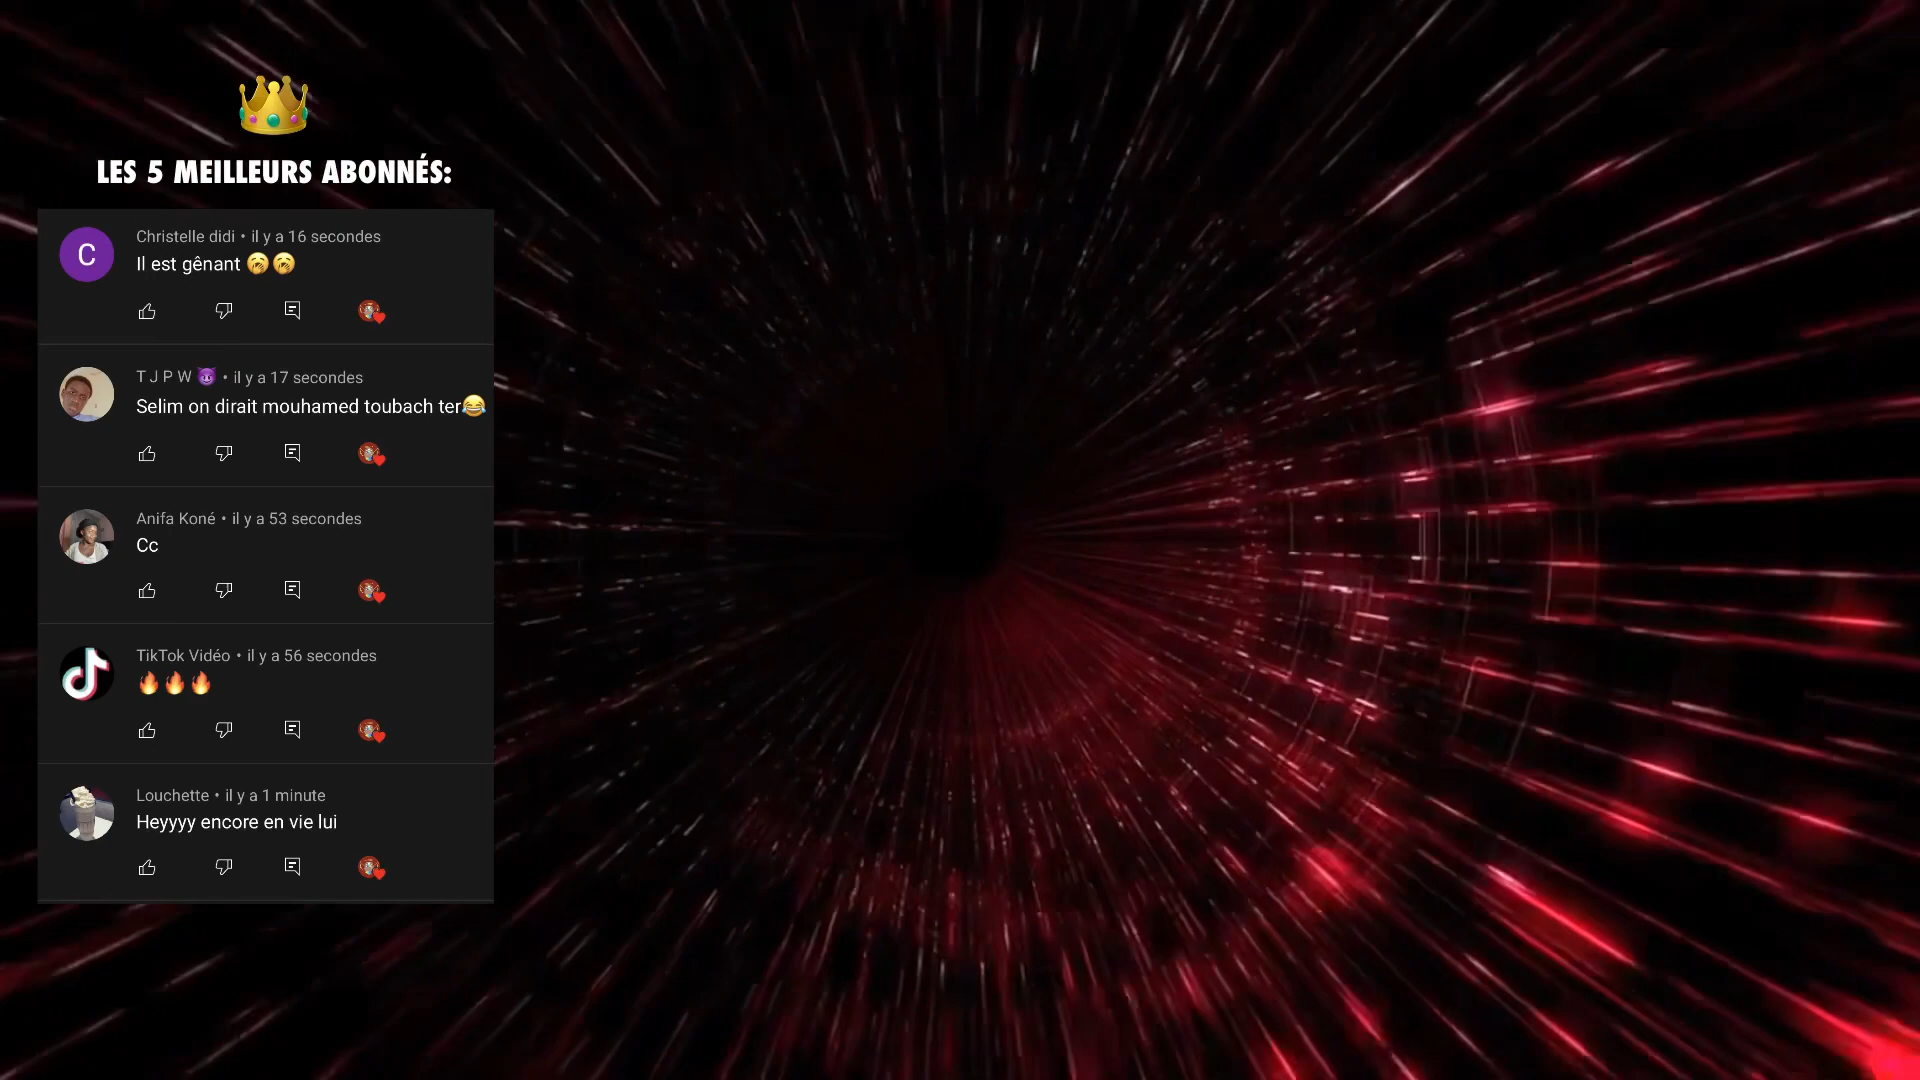 LES 5 MEILLEURS ABONNÉS:
C
Christelle didi • il y a 16 secondes
Il est gênant 🥱🥱
T J P W 😈 • il y a 17 secondes
Selim on dirait mouhamed toubach ter😂
Anifa Koné • il y a 53 secondes
Cc
TikTok Vidéo • il y a 56 secondes
🔥🔥🔥
Louchette • il y a 1 minute
Heyyyy encore en vie lui